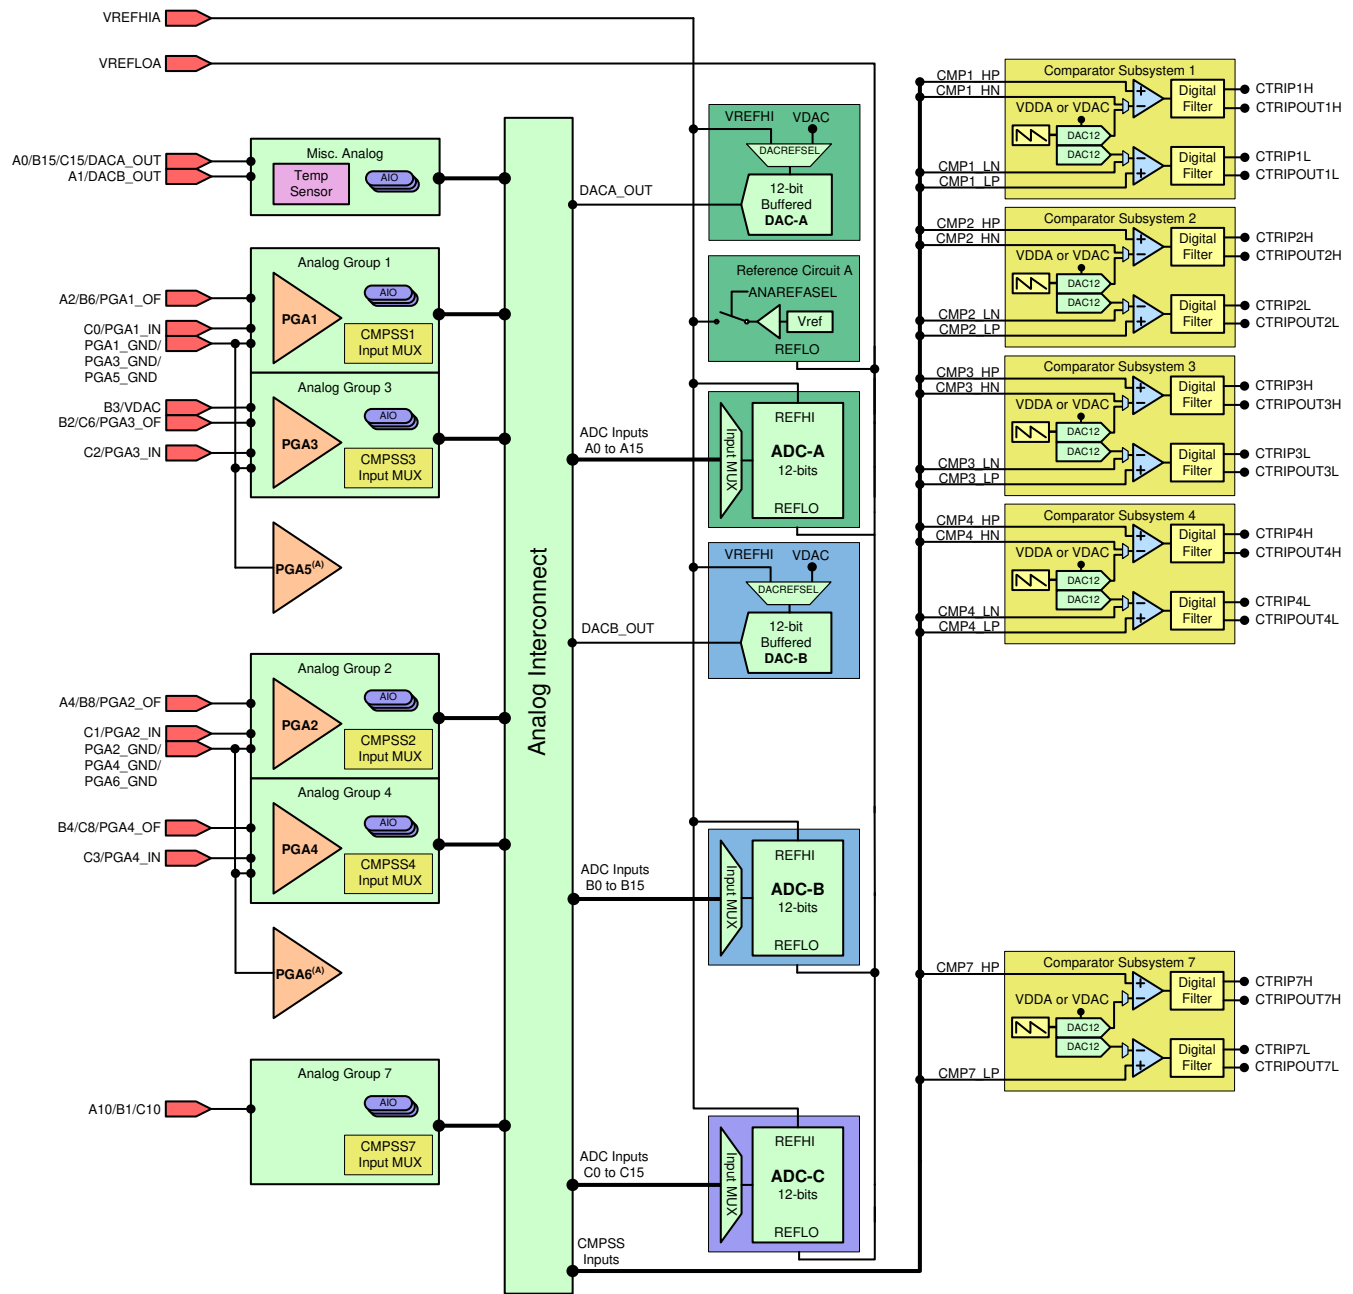 VREFHIA
VREFLOA
A0/B15/C15/DACA_OUT
A1/DACB_OUT
Misc. Analog
Temp
Sensor
AIO
Analog Group 1
A2/B6/PGA1_OF
C0/PGA1_IN
PGA1_GND/
PGA3_GND/
PGA5_GND
PGA1
AIO
CMPSS1
Input MUX
Analog Group 3
B3/VDAC
B2/C6/PGA3_OF
C2/PGA3_IN
PGA3
AIO
CMPSS3
Input MUX
PGA5(A)
Analog Group 2
A4/B8/PGA2_OF
C1/PGA2_IN
PGA2_GND/
PGA4_GND/
PGA6_GND
PGA2
AIO
CMPSS2
Input MUX
Analog Group 4
B4/C8/PGA4_OF
C3/PGA4_IN
PGA4
AIO
CMPSS4
Input MUX
PGA6(A)
Analog Group 7
A10/B1/C10
AIO
CMPSS7
Input MUX
Analog Interconnect
DACA_OUT
VREFHI
VDAC
DACREFSEL
12-bit
Buffered
DAC-A
Reference Circuit A
ANAREFASEL
Vref
REFLO
ADC Inputs
A0 to A15
Input MUX
REFHI
ADC-A
12-bits
REFLO
DACB_OUT
VREFHI
VDAC
DACREFSEL
12-bit
Buffered
DAC-B
ADC Inputs
B0 to B15
Input MUX
REFHI
ADC-B
12-bits
REFLO
ADC Inputs
C0 to C15
Input MUX
REFHI
ADC-C
12-bits
REFLO
CMPSS
Inputs
Comparator Subsystem 1
CMP1_HP
CMP1_HN
VDDA or VDAC
DAC12
DAC12
CMP1_LN
CMP1_LP
Digital
Filter
Digital
Filter
CTRIP1H
CTRIPOUT1H
CTRIP1L
CTRIPOUT1L
Comparator Subsystem 2
CMP2_HP
CMP2_HN
VDDA or VDAC
DAC12
DAC12
CMP2_LN
CMP2_LP
Digital
Filter
Digital
Filter
CTRIP2H
CTRIPOUT2H
CTRIP2L
CTRIPOUT2L
Comparator Subsystem 3
CMP3_HP
CMP3_HN
VDDA or VDAC
DAC12
DAC12
CMP3_LN
CMP3_LP
Digital
Filter
Digital
Filter
CTRIP3H
CTRIPOUT3H
CTRIP3L
CTRIPOUT3L
Comparator Subsystem 4
CMP4_HP
CMP4_HN
VDDA or VDAC
DAC12
DAC12
CMP4_LN
CMP4_LP
Digital
Filter
Digital
Filter
CTRIP4H
CTRIPOUT4H
CTRIP4L
CTRIPOUT4L
Comparator Subsystem 7
CMP7_HP
VDDA or VDAC
DAC12
DAC12
CMP7_LP
Digital
Filter
Digital
Filter
CTRIP7H
CTRIPOUT7H
CTRIP7L
CTRIPOUT7L